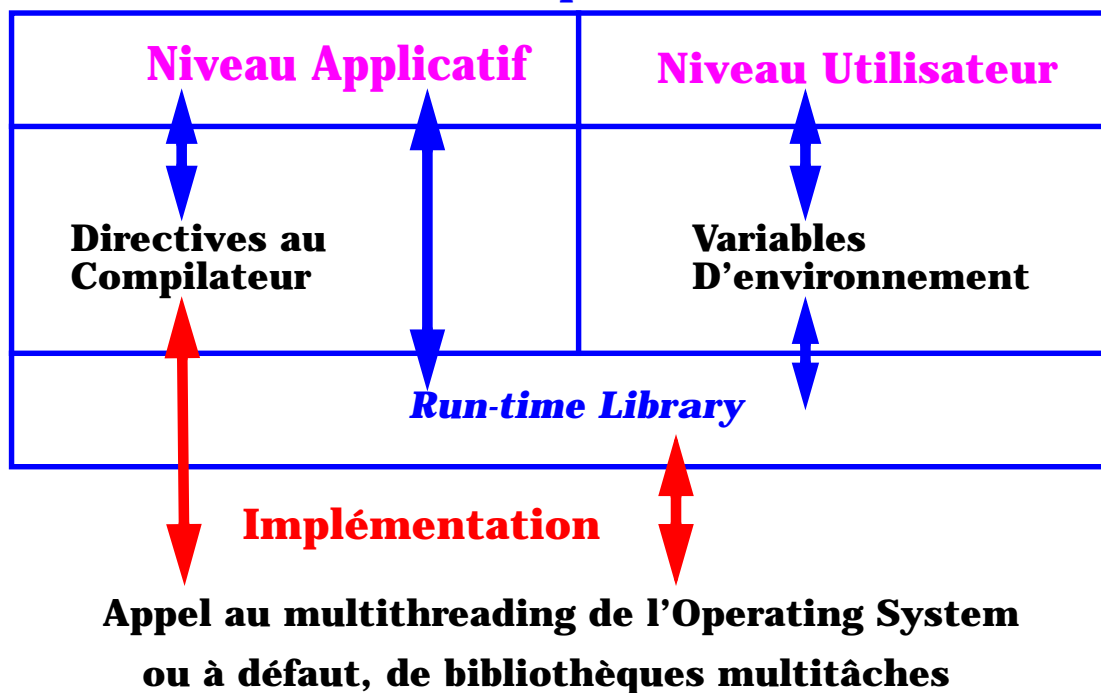 Niveau Applicatif
Niveau Utilisateur
Directives au
Compilateur
Variables
D’environnement
Run-time Library
Implémentation
Appel au multithreading de l’Operating System
ou à défaut, de bibliothèques multitâches